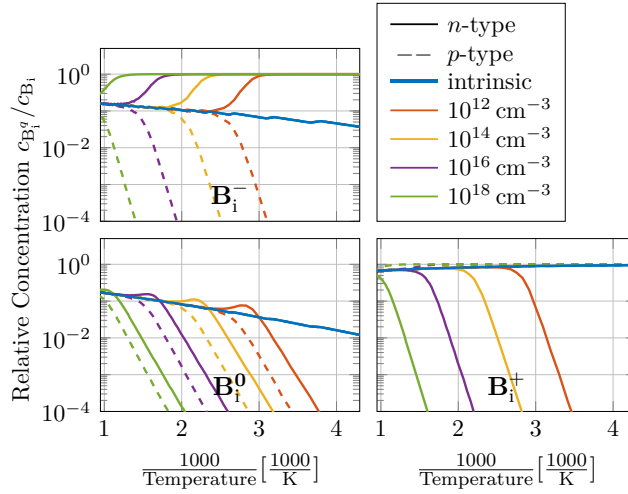 n-type
p-type
intrinsic
10^12 cm^−3
10^14 cm^−3
10^16 cm^−3
10^18 cm^−3
Relative Concentration c_{B_i^q}/c_{B_i}
10^0
10^−2
10^−4
B_i^−
10^0
10^−2
10^−4
B_i^0
B_i^+
1 2 3 4
1 2 3 4
1000/Temperature [1000/K]
1000/Temperature [1000/K]